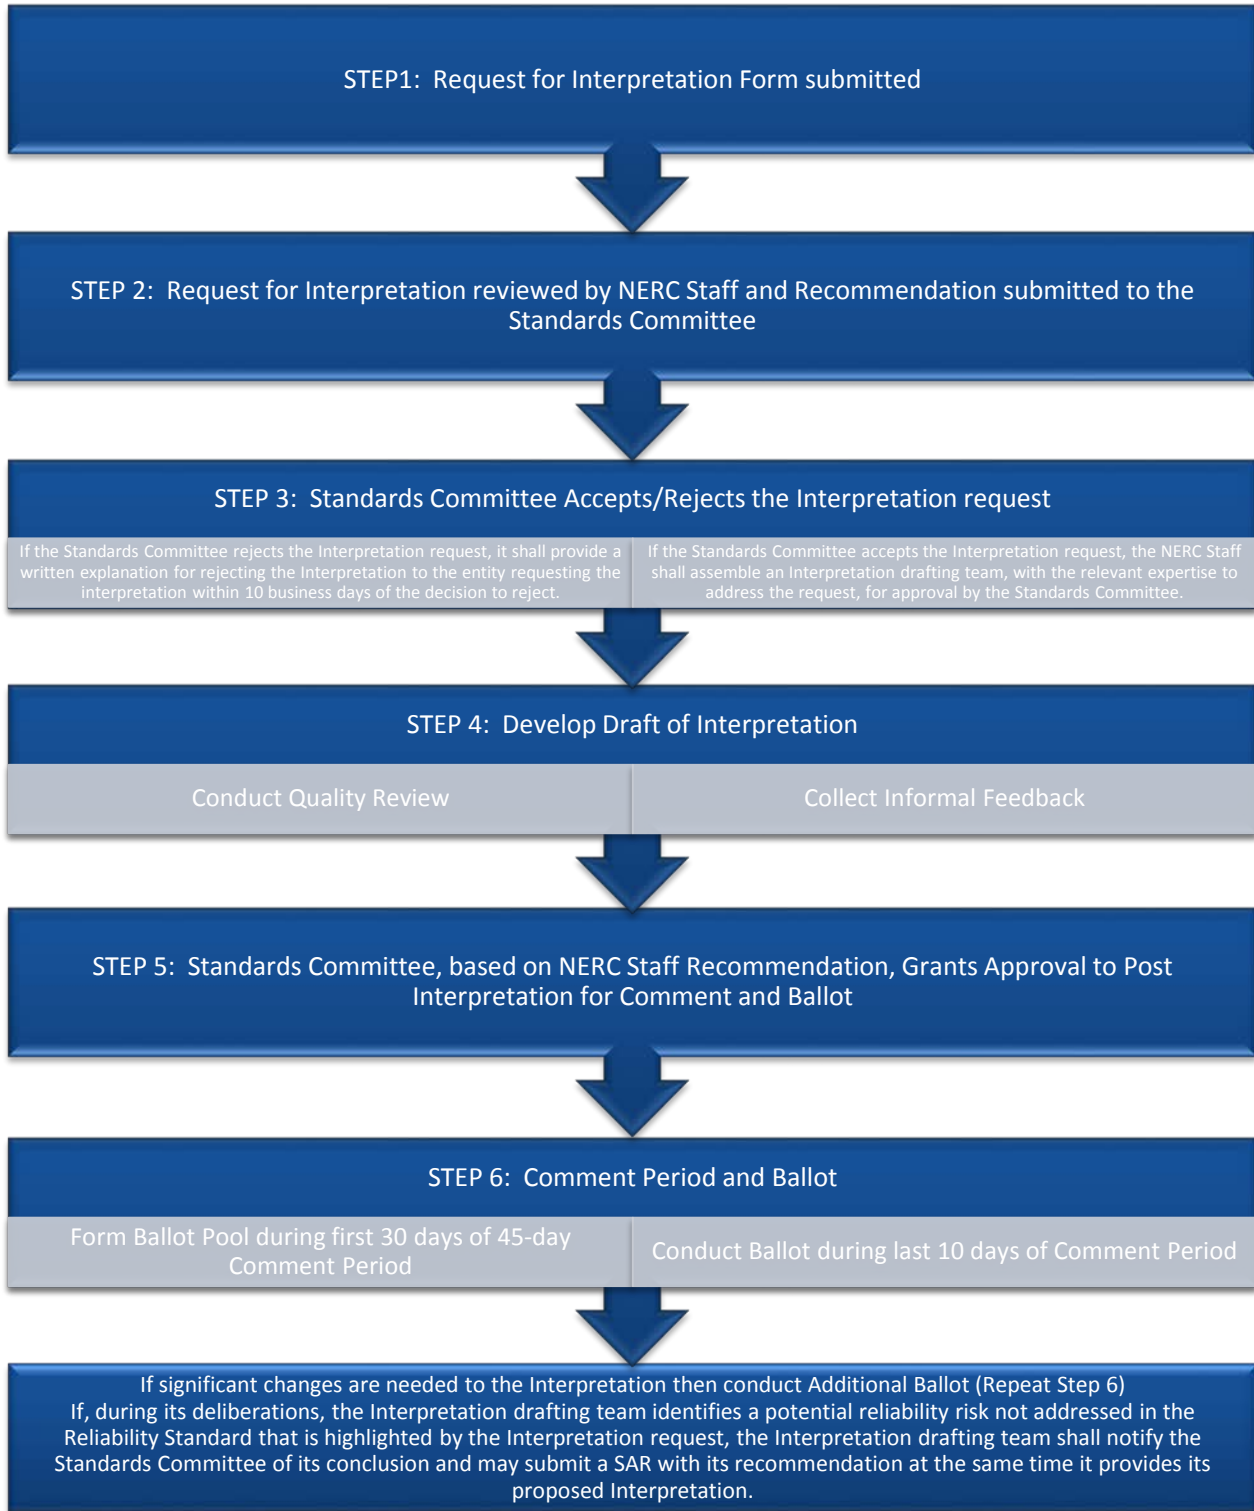 STEP1:  Request for Interpretation Form submitted
STEP 2:  Request for Interpretation reviewed by NERC Staff and Recommendation submitted to the
Standards Committee
STEP 3:  Standards Committee Accepts/Rejects the Interpretation request
If the Standards Committee rejects the Interpretation request, it shall provide a
written explanation for rejecting the Interpretation to the entity requesting the
interpretation within 10 business days of the decision to reject.
If the Standards Committee accepts the Interpretation request, the NERC Staff
shall assemble an Interpretation drafting team, with the relevant expertise to
address the request, for approval by the Standards Committee.
STEP 4:  Develop Draft of Interpretation
Conduct Quality Review
Collect Informal Feedback
STEP 5:  Standards Committee, based on NERC Staff Recommendation, Grants Approval to Post
Interpretation for Comment and Ballot
STEP 6:  Comment Period and Ballot
Form Ballot Pool during first 30 days of 45-day
Comment Period
Conduct Ballot during last 10 days of Comment Period
If significant changes are needed to the Interpretation then conduct Additional Ballot (Repeat Step 6)
If, during its deliberations, the Interpretation drafting team identifies a potential reliability risk not addressed in the
Reliability Standard that is highlighted by the Interpretation request, the Interpretation drafting team shall notify the
Standards Committee of its conclusion and may submit a SAR with its recommendation at the same time it provides its
proposed Interpretation.